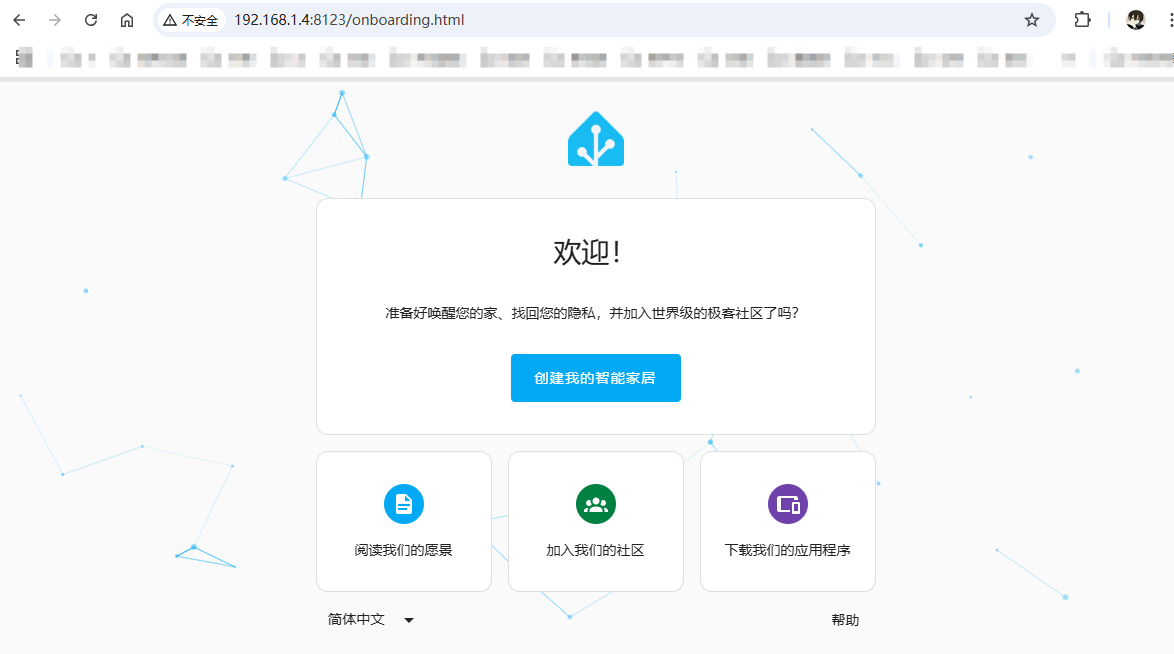 不安全 192.168.1.4:8123/onboarding.html
欢迎！
准备好唤醒您的家、找回您的隐私，并加入世界级的极客社区了吗？
创建我的智能家居
阅读我们的愿景
加入我们的社区
下载我们的应用程序
简体中文
帮助